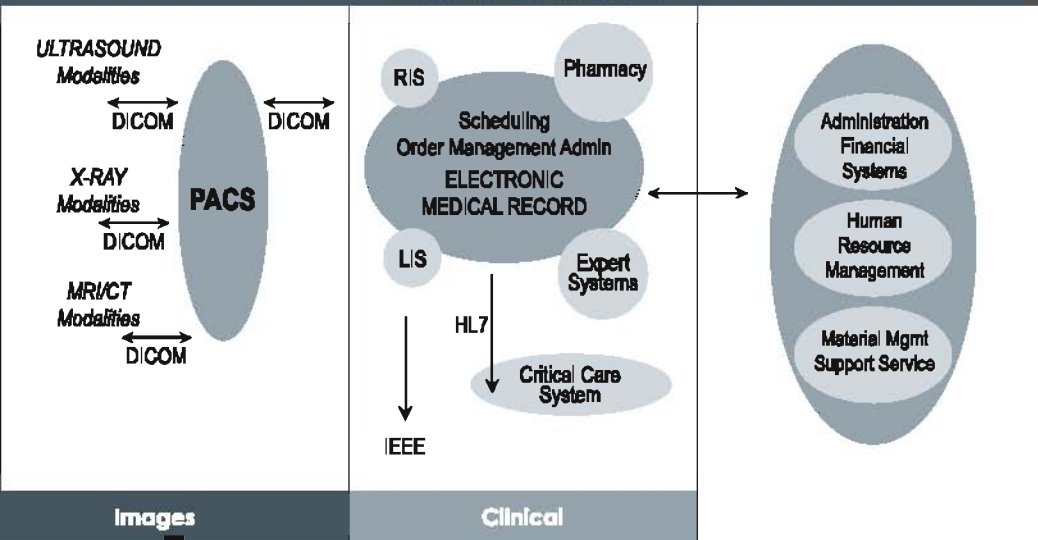 ULTRASOUND
Modalities
DICOM
DICOM
X-RAY
Modalities
DICOM
PACS
MRI/CT
Modalities
DICOM
RIS
Pharmacy
Scheduling
Order Management Admin
ELECTRONIC
MEDICAL RECORD
LIS
Expert
Systems
HL7
Critical Care
System
IEEE
Administration
Financial
Systems
Human
Resource
Management
Material Mgmt
Support Service
Images
Clinical